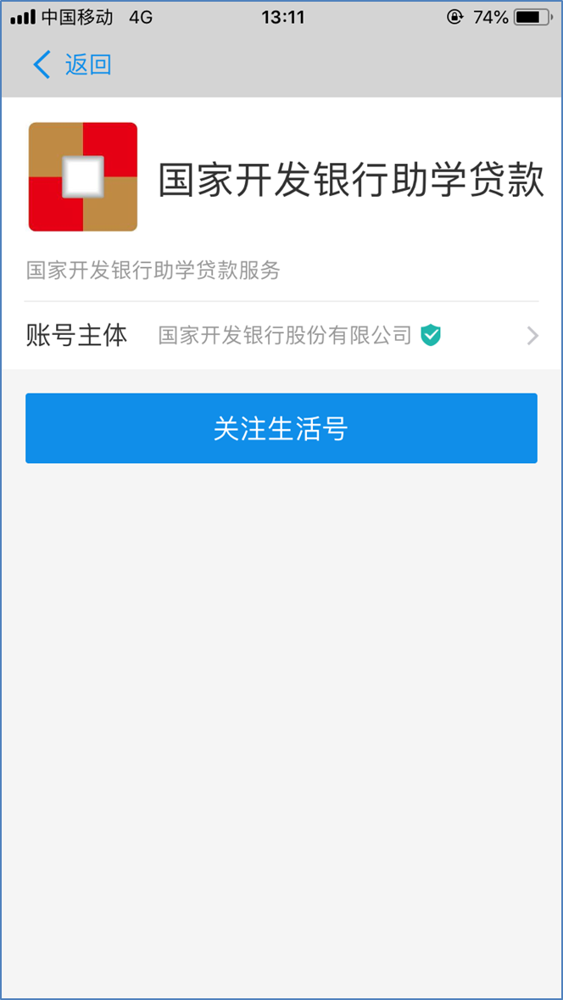 中国移动 4G 13:11 74%
返回
国家开发银行助学贷款
国家开发银行助学贷款服务
账号主体 国家开发银行股份有限公司
关注生活号